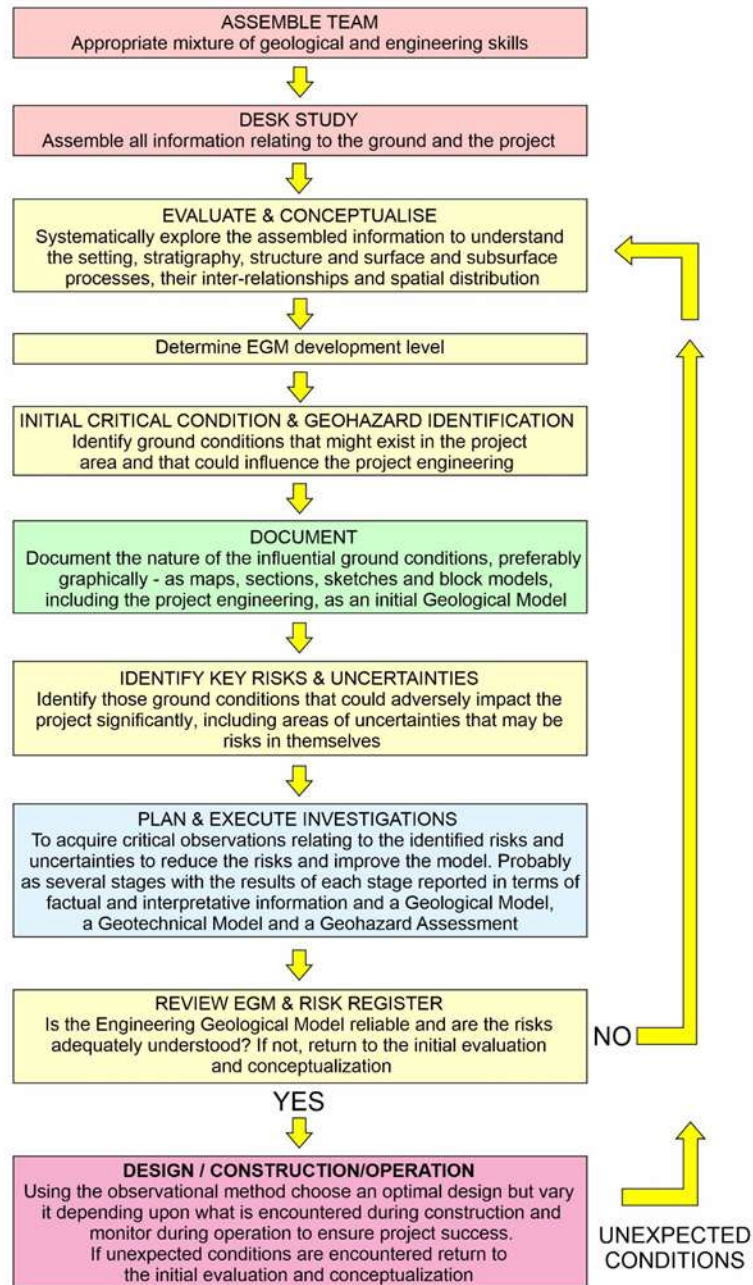 ASSEMBLE TEAM
Appropriate mixture of geological and engineering skills
DESK STUDY
Assemble all information relating to the ground and the project
EVALUATE & CONCEPTUALISE
Systematically explore the assembled information to understand
the setting, stratigraphy, structure and surface and subsurface
processes, their inter-relationships and spatial distribution
Determine EGM development level
INITIAL CRITICAL CONDITION & GEOHAZARD IDENTIFICATION
Identify ground conditions that might exist in the project
area and that could influence the project engineering
DOCUMENT
Document the nature of the influential ground conditions, preferably
graphically - as maps, sections, sketches and block models,
including the project engineering, as an initial Geological Model
IDENTIFY KEY RISKS & UNCERTAINTIES
Identify those ground conditions that could adversely impact the
project significantly, including areas of uncertainties that may be
risks in themselves
PLAN & EXECUTE INVESTIGATIONS
To acquire critical observations relating to the identified risks and
uncertainties to reduce the risks and improve the model. Probably
as several stages with the results of each stage reported in terms of
factual and interpretative information and a Geological Model,
a Geotechnical Model and a Geohazard Assessment
REVIEW EGM & RISK REGISTER
Is the Engineering Geological Model reliable and are the risks
adequately understood? If not, return to the initial evaluation
and conceptualization
NO
YES
DESIGN / CONSTRUCTION/OPERATION
Using the observational method choose an optimal design but vary
it depending upon what is encountered during construction and
monitor during operation to ensure project success.
If unexpected conditions are encountered return to
the initial evaluation and conceptualization
UNEXPECTED
CONDITIONS